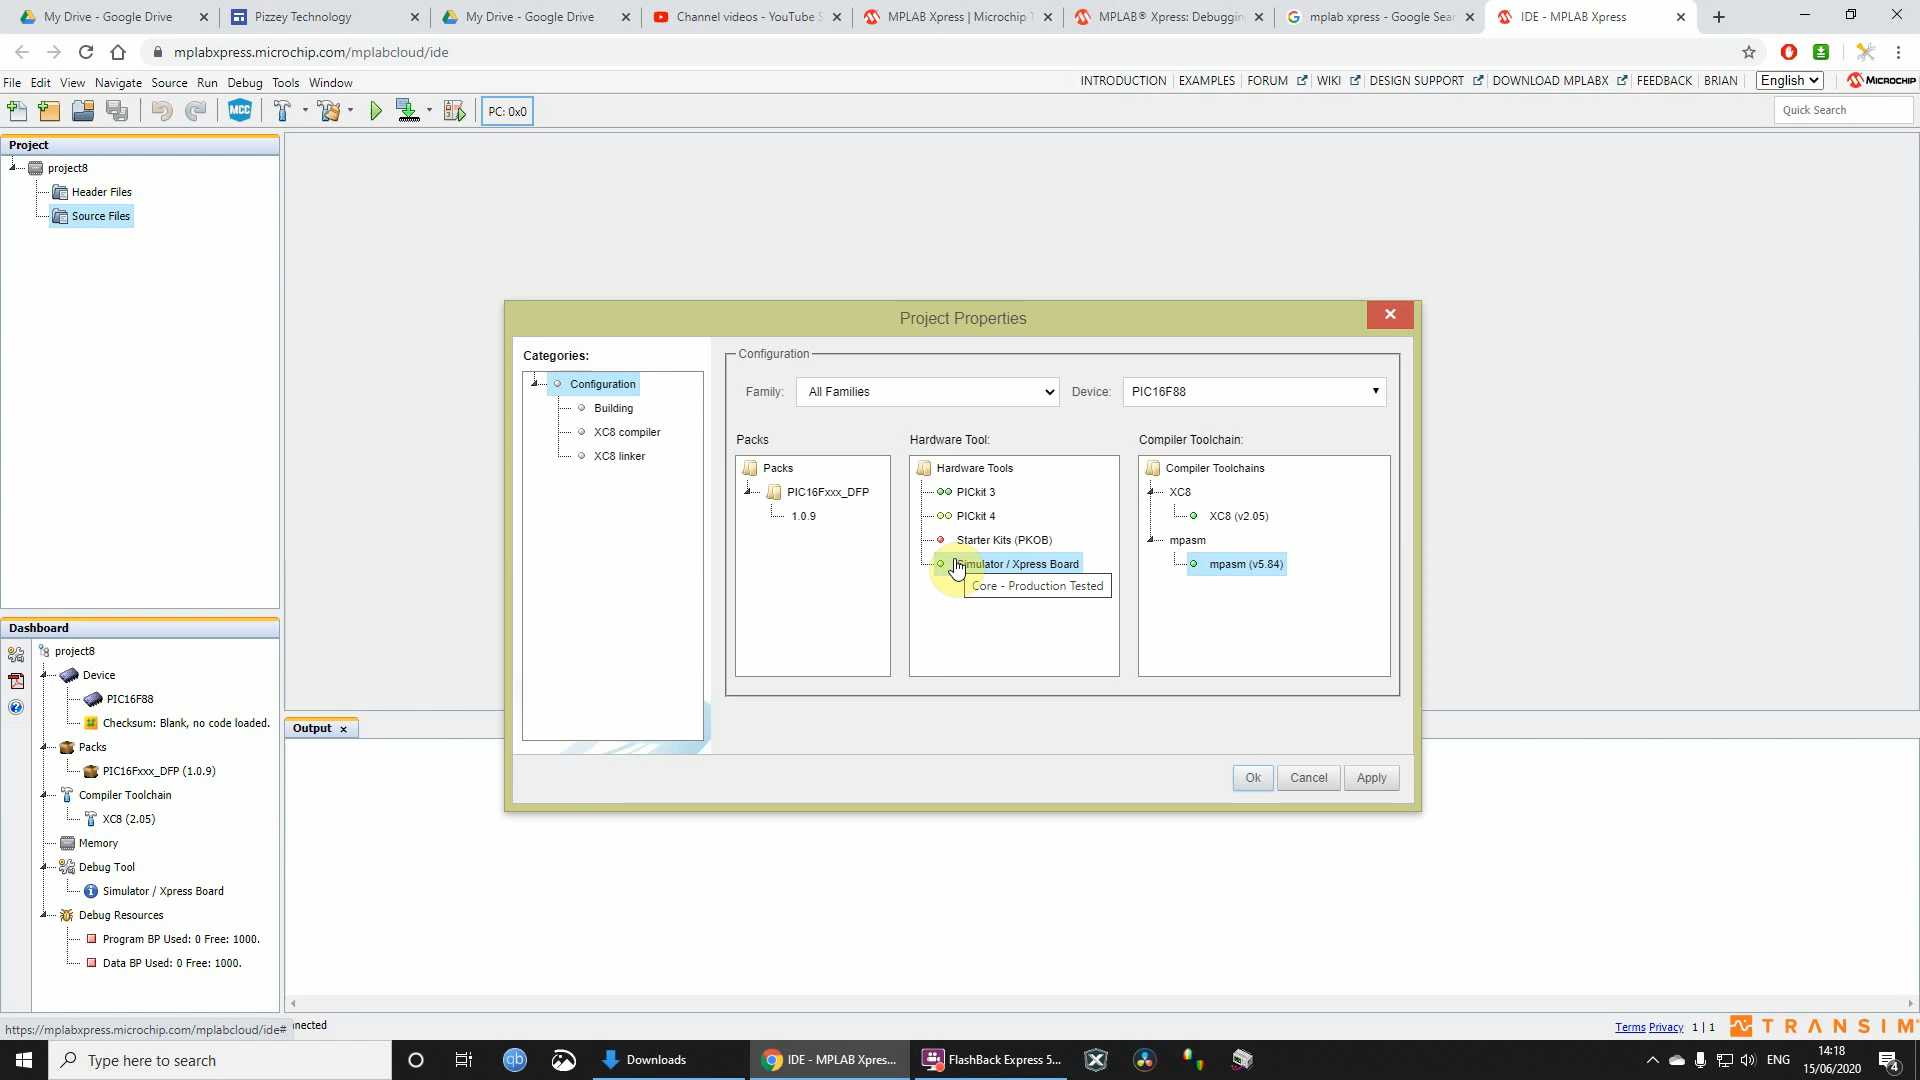 My Drive - Google Drive
Pizzey Technology
My Drive - Google Drive
Channel videos - YouTube S
MPLAB Xpress | Microchip T
MPLAB® Xpress: Debuggin
mplab xpress - Google Sear
IDE - MPLAB Xpress
mplabxpress.microchip.com/mplabcloud/ide
File Edit View Navigate Source Run Debug Tools Window
INTRODUCTION EXAMPLES FORUM WIKI DESIGN SUPPORT DOWNLOAD MPLABX FEEDBACK BRIAN English MICROCHIP
MCC
PC: 0x0
Quick Search
Project
project8
Header Files
Source Files
Project Properties
Categories:
Configuration
Building
XC8 compiler
XC8 linker
Configuration
Family: All Families Device: PIC16F88
Packs
Packs
PIC16Fxxx_DFP
1.0.9
Hardware Tool:
Hardware Tools
PICkit 3
PICkit 4
Starter Kits (PKOB)
Simulator / Xpress Board
Core - Production Tested
Compiler Toolchain:
Compiler Toolchains
XC8
XC8 (v2.05)
mpasm
mpasm (v5.84)
Ok Cancel Apply
Dashboard
project8
Device
PIC16F88
Checksum: Blank, no code loaded.
Packs
PIC16Fxxx_DFP (1.0.9)
Compiler Toolchain
XC8 (2.05)
Memory
Debug Tool
Simulator / Xpress Board
Debug Resources
Program BP Used: 0 Free: 1000.
Data BP Used: 0 Free: 1000.
Output
https://mplabxpress.microchip.com/mplabcloud/ide#
nnected
Terms Privacy 1 | 1 TRANSIM
Type here to search
qb
Downloads
IDE - MPLAB Xpres...
FlashBack Express 5...
ENG
14:18
15/06/2020
4